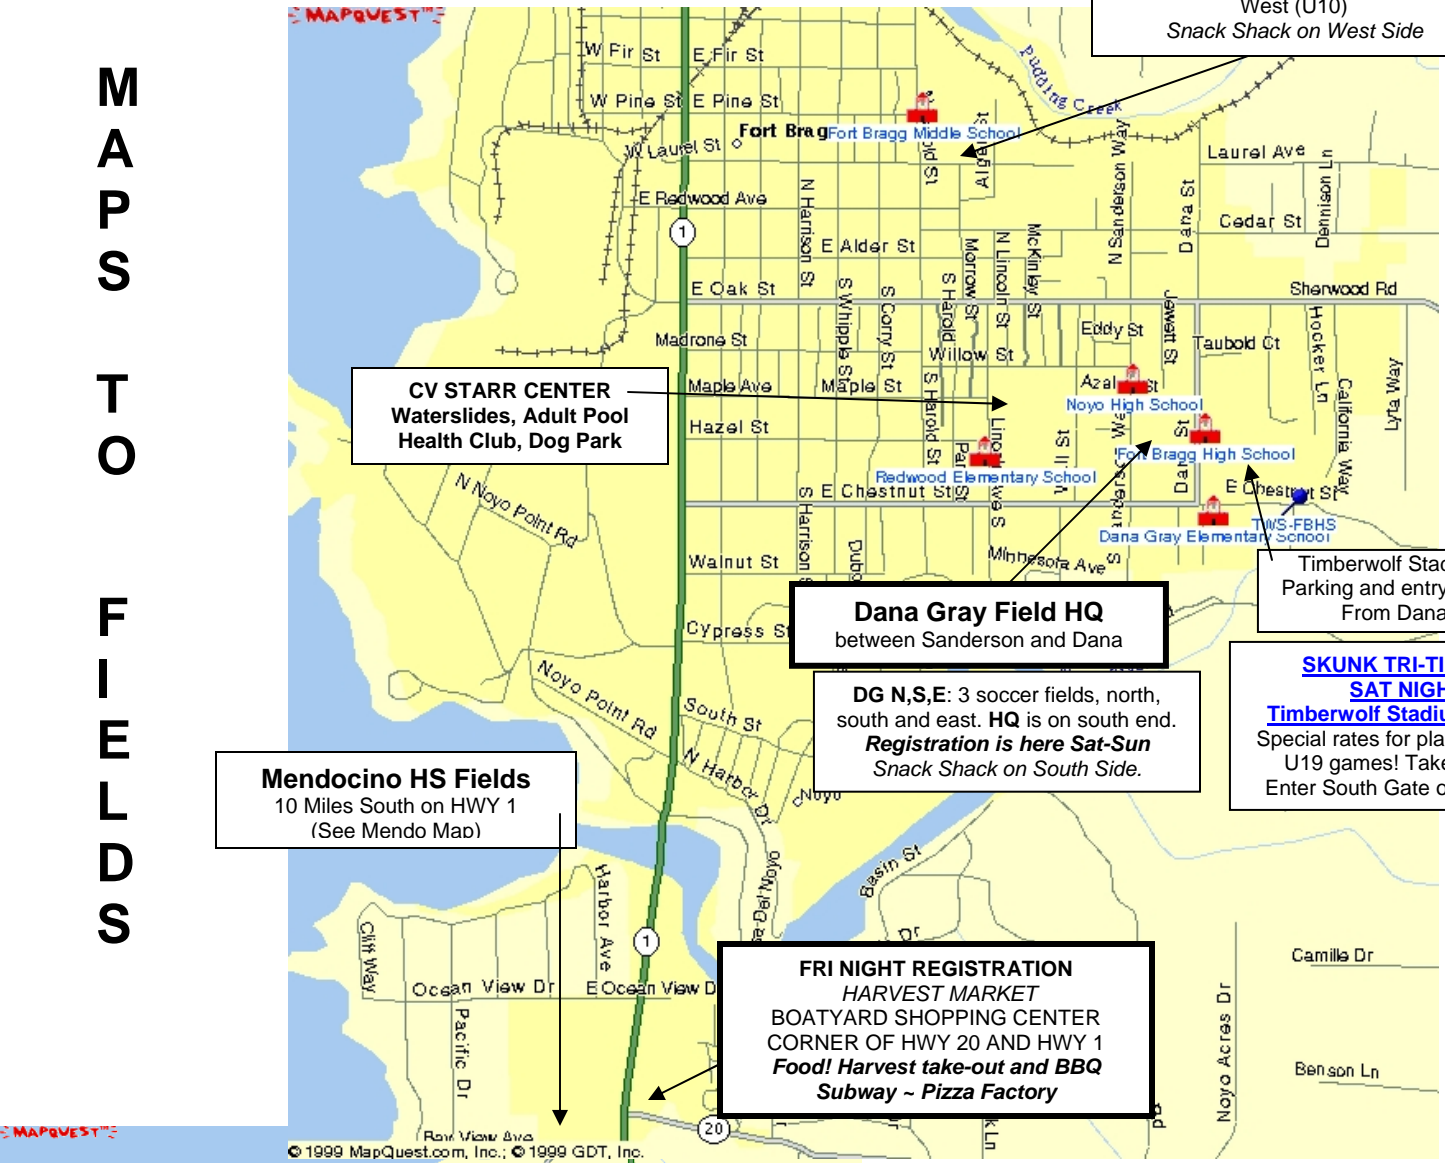 MAPS TO FIELDS
MAPQUEST
West (U10)
Snack Shack on West Side
W Fir St
E Fir St
Pudding Creek
W Pine St
E Pine St
Fort Brag
Fort Bragg Middle School
W Laurel St
Laurel Ave
E Redwood Ave
N Harrison St
N Sanderson Way
Dana St
Dennison Ln
Cedar St
1
E Alder St
Morrow St
N Lincoln St
McKinley St
E Oak St
Sherwood Rd
S Whipple St
S Corry St
S Harold
Jewett St
Hocker Ln
Eddy St
Madrone St
Willow St
Taubold Ct
CV STARR CENTER
Waterslides, Adult Pool
Health Club, Dog Park
Maple Ave
Maple St
S Harold St
Noyo High School
California Way
Lyta Way
Hazel St
Fort Bragg High School
Redwood Elementary School
N Noyo Point Rd
S Harrison S
E Chestnut St
E Chestnut St
TWS-FBHS
Dana Gray Elementary School
Walnut St
Minnesota Ave
Timberwolf Stad
Parking and entry
From Dana
Dana Gray Field HQ
between Sanderson and Dana
Cypress St
SKUNK TRI-TI
SAT NIGH
Timberwolf Stadiu
Special rates for pla
U19 games! Take
Enter South Gate o
DG N,S,E: 3 soccer fields, north,
south and east. HQ is on south end.
Registration is here Sat-Sun
Snack Shack on South Side.
Noyo Point Rd
South St
N Harbor Dr
Noyo
Mendocino HS Fields
10 Miles South on HWY 1
(See Mendo Map)
Basin St
Harbor Ave
Cliff Way
1
Dr
Camille Dr
Ocean View Dr
E Ocean View D
Pacific Dr
Noyo Acres Dr
FRI NIGHT REGISTRATION
HARVEST MARKET
BOATYARD SHOPPING CENTER
CORNER OF HWY 20 AND HWY 1
Food! Harvest take-out and BBQ
Subway ~ Pizza Factory
Benson Ln
20
Bay View Ave
MAPQUEST
© 1999 MapQuest.com, Inc.; © 1999 GDT, Inc.